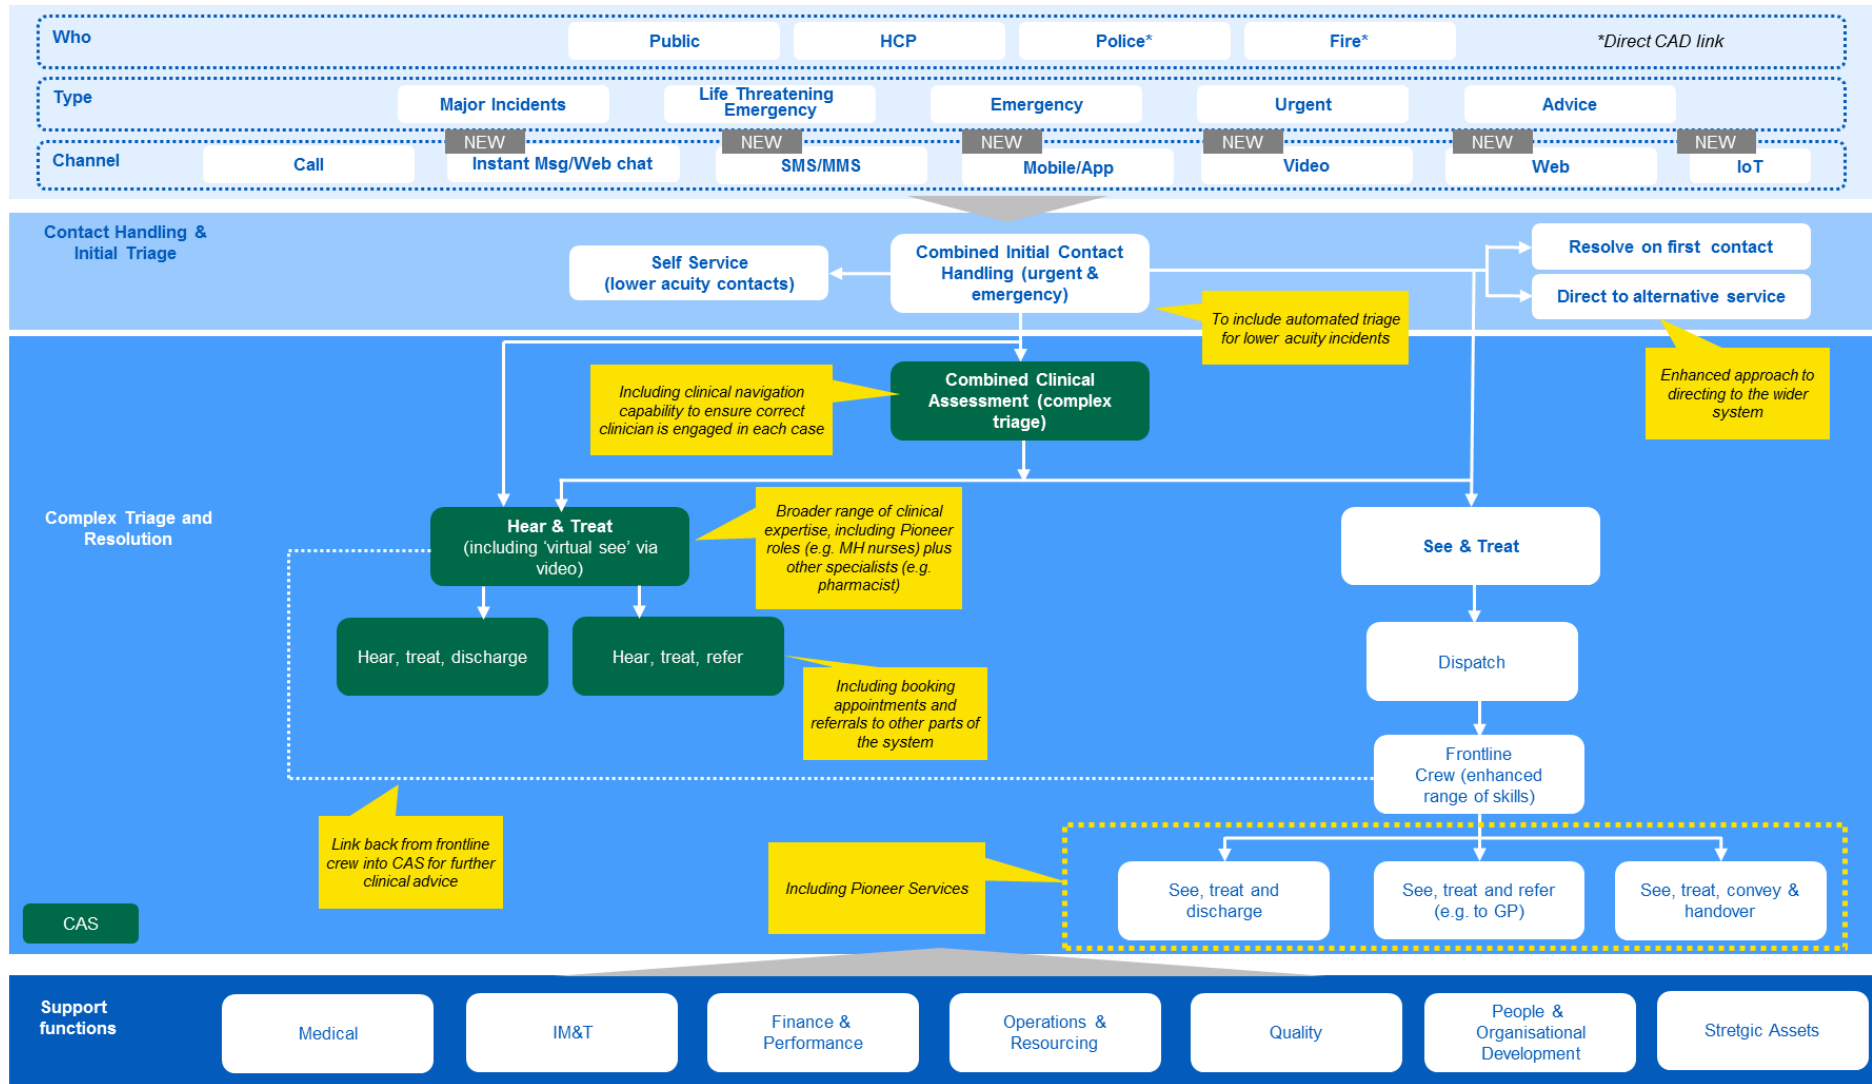 Who
Public
HCP
Police*
Fire*
*Direct CAD link
Type
Major Incidents
Life Threatening
Emergency
Emergency
Urgent
Advice
Channel
Call
NEW
Instant Msg/Web chat
NEW
SMS/MMS
NEW
Mobile/App
NEW
Video
NEW
Web
NEW
IoT
Contact Handling &
Initial Triage
Self Service
(lower acuity contacts)
Combined Initial Contact
Handling (urgent &
emergency)
Resolve on first contact
Direct to alternative service
To include automated triage
for lower acuity incidents
Enhanced approach to
directing to the wider
system
Including clinical navigation
capability to ensure correct
clinician is engaged in each case
Combined Clinical
Assessment (complex
triage)
Complex Triage and
Resolution
Hear & Treat
(including ‘virtual see’ via
video)
Broader range of clinical
expertise, including Pioneer
roles (e.g. MH nurses) plus
other specialists (e.g.
pharmacist)
See & Treat
Hear, treat, discharge
Hear, treat, refer
Including booking
appointments and
referrals to other parts of
the system
Dispatch
Frontline
Crew (enhanced
range of skills)
Link back from frontline
crew into CAS for further
clinical advice
Including Pioneer Services
See, treat and
discharge
See, treat and refer
(e.g. to GP)
See, treat, convey &
handover
CAS
Support
functions
Medical
IM&T
Finance &
Performance
Operations &
Resourcing
Quality
People &
Organisational
Development
Stretgic Assets